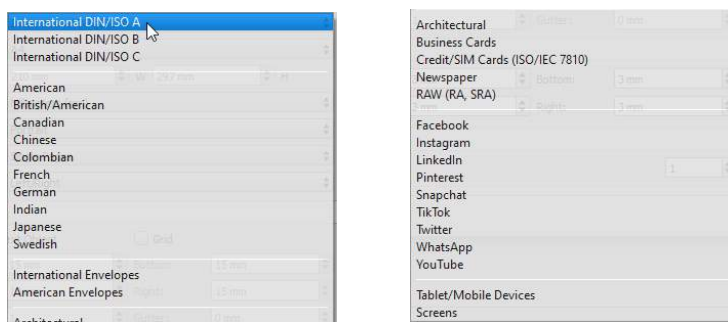 International DIN/ISO A
International DIN/ISO B
International DIN/ISO C
American
British/American
Canadian
Chinese
Colombian
French
German
Indian
Japanese
Swedish
International Envelopes
American Envelopes
Architectural
Architectural
Business Cards
Credit/SIM Cards (ISO/IEC 7810)
Newspaper
RAW (RA, SRA)
Facebook
Instagram
LinkedIn
Pinterest
Snapchat
TikTok
Twitter
WhatsApp
YouTube
Tablet/Mobile Devices
Screens